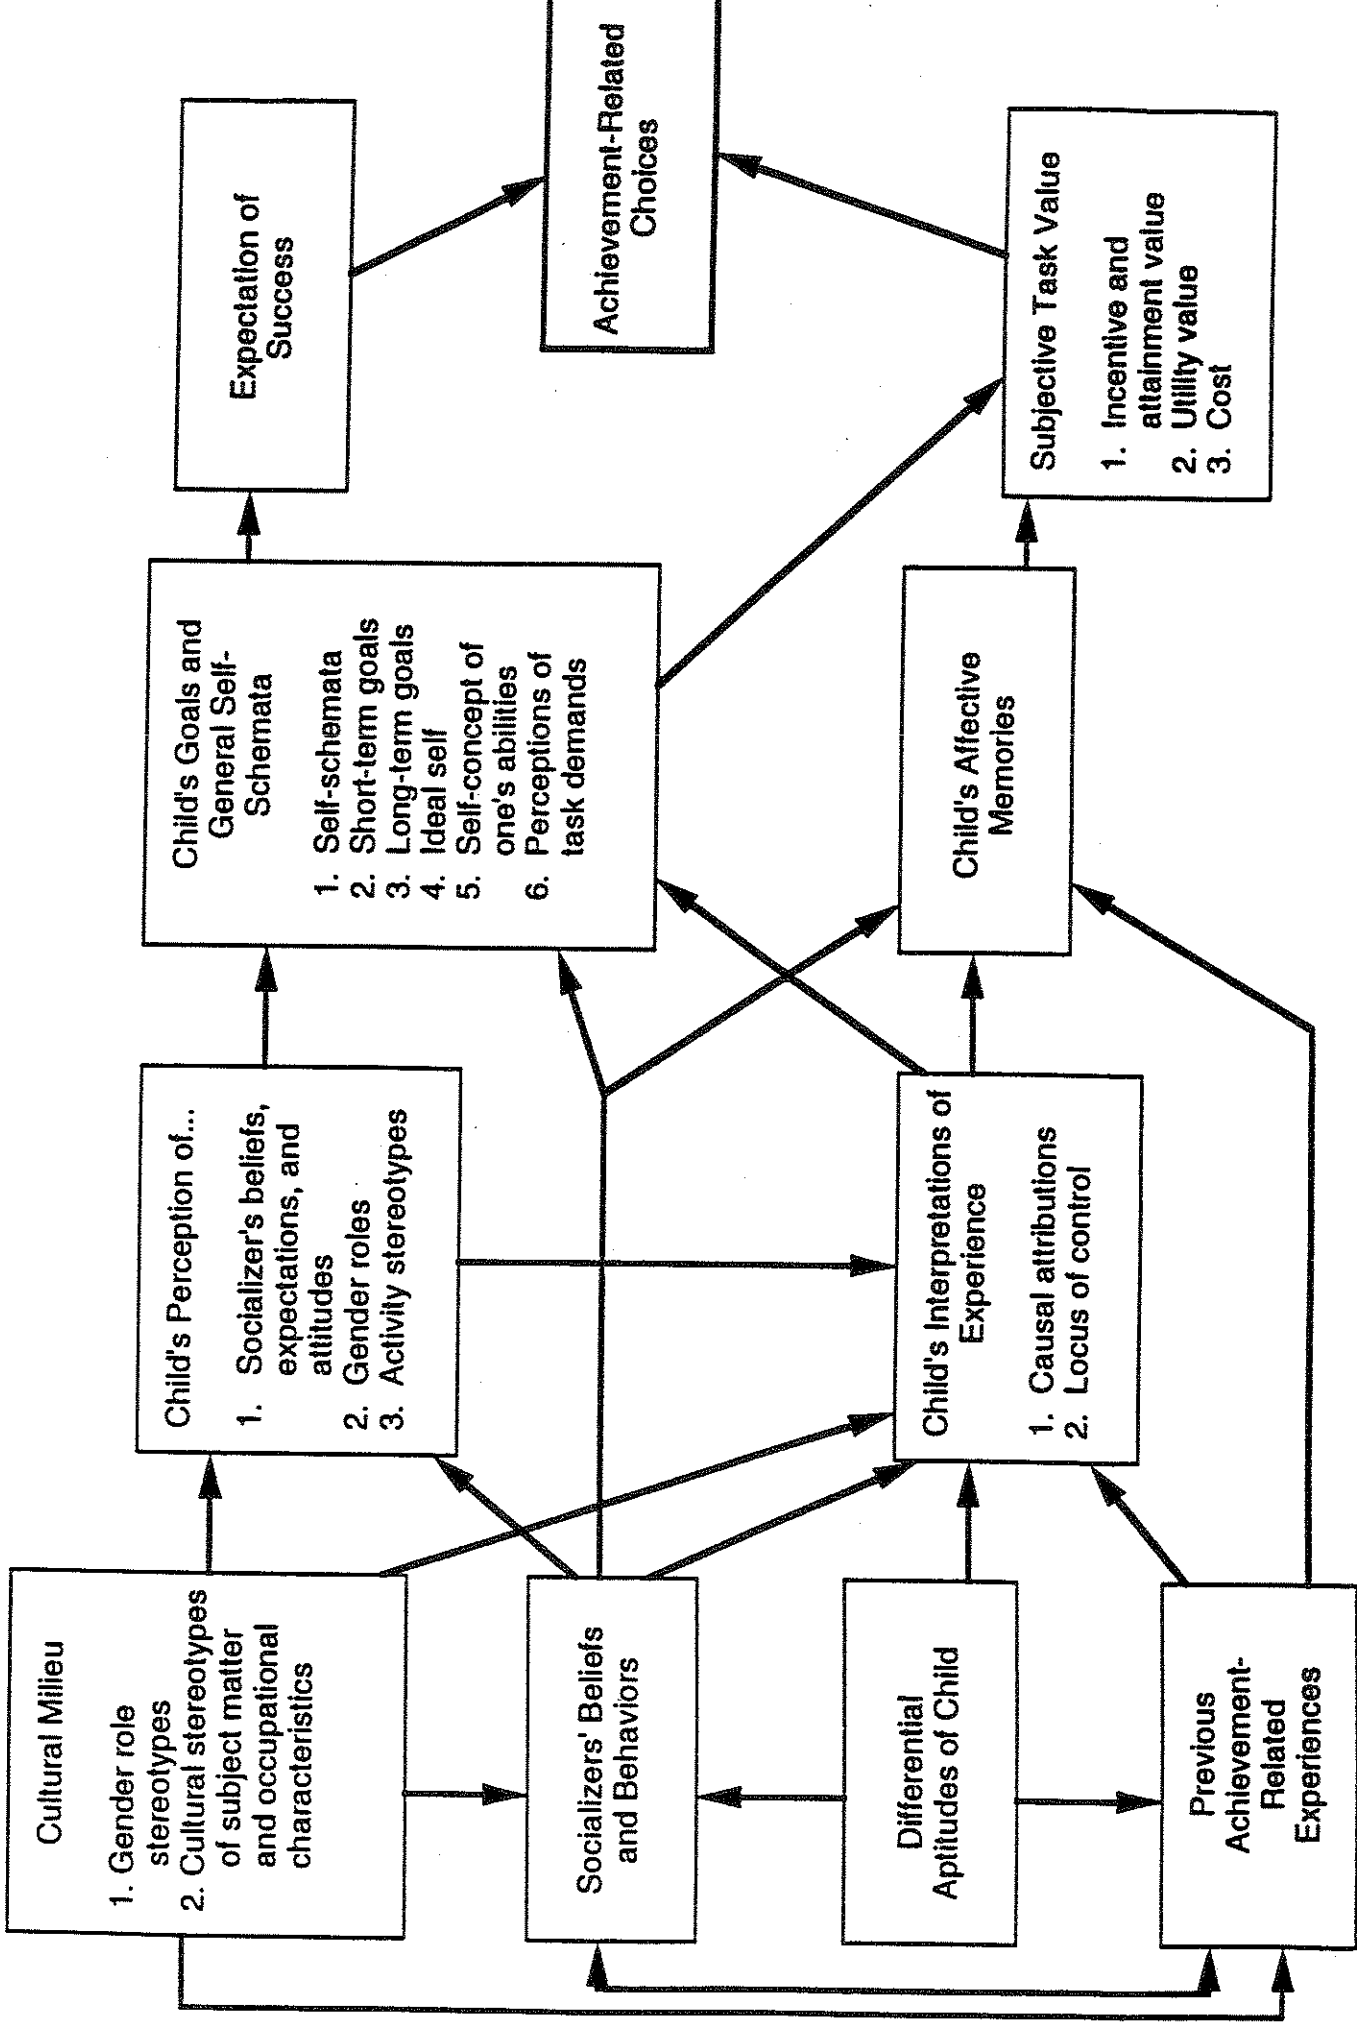 Cultural Milieu
1. Gender role
stereotypes
2. Cultural stereotypes
of subject matter
and occupational
characteristics
Socializers' Beliefs
and Behaviors
Differential
Aptitudes of Child
Previous
Achievement-
Related
Experiences
Child's Perception of...
1. Socializer's beliefs,
expectations, and
attitudes
2. Gender roles
3. Activity stereotypes
Child's Interpretations of
Experience
1. Causal attributions
2. Locus of control
Child's Goals and
General Self-
Schemata
1. Self-schemata
2. Short-term goals
3. Long-term goals
4. Ideal self
5. Self-concept of
one's abilities
6. Perceptions of
task demands
Child's Affective
Memories
Expectation of
Success
Subjective Task Value
1. Incentive and
attainment value
2. Utility value
3. Cost
Achievement-Related
Choices